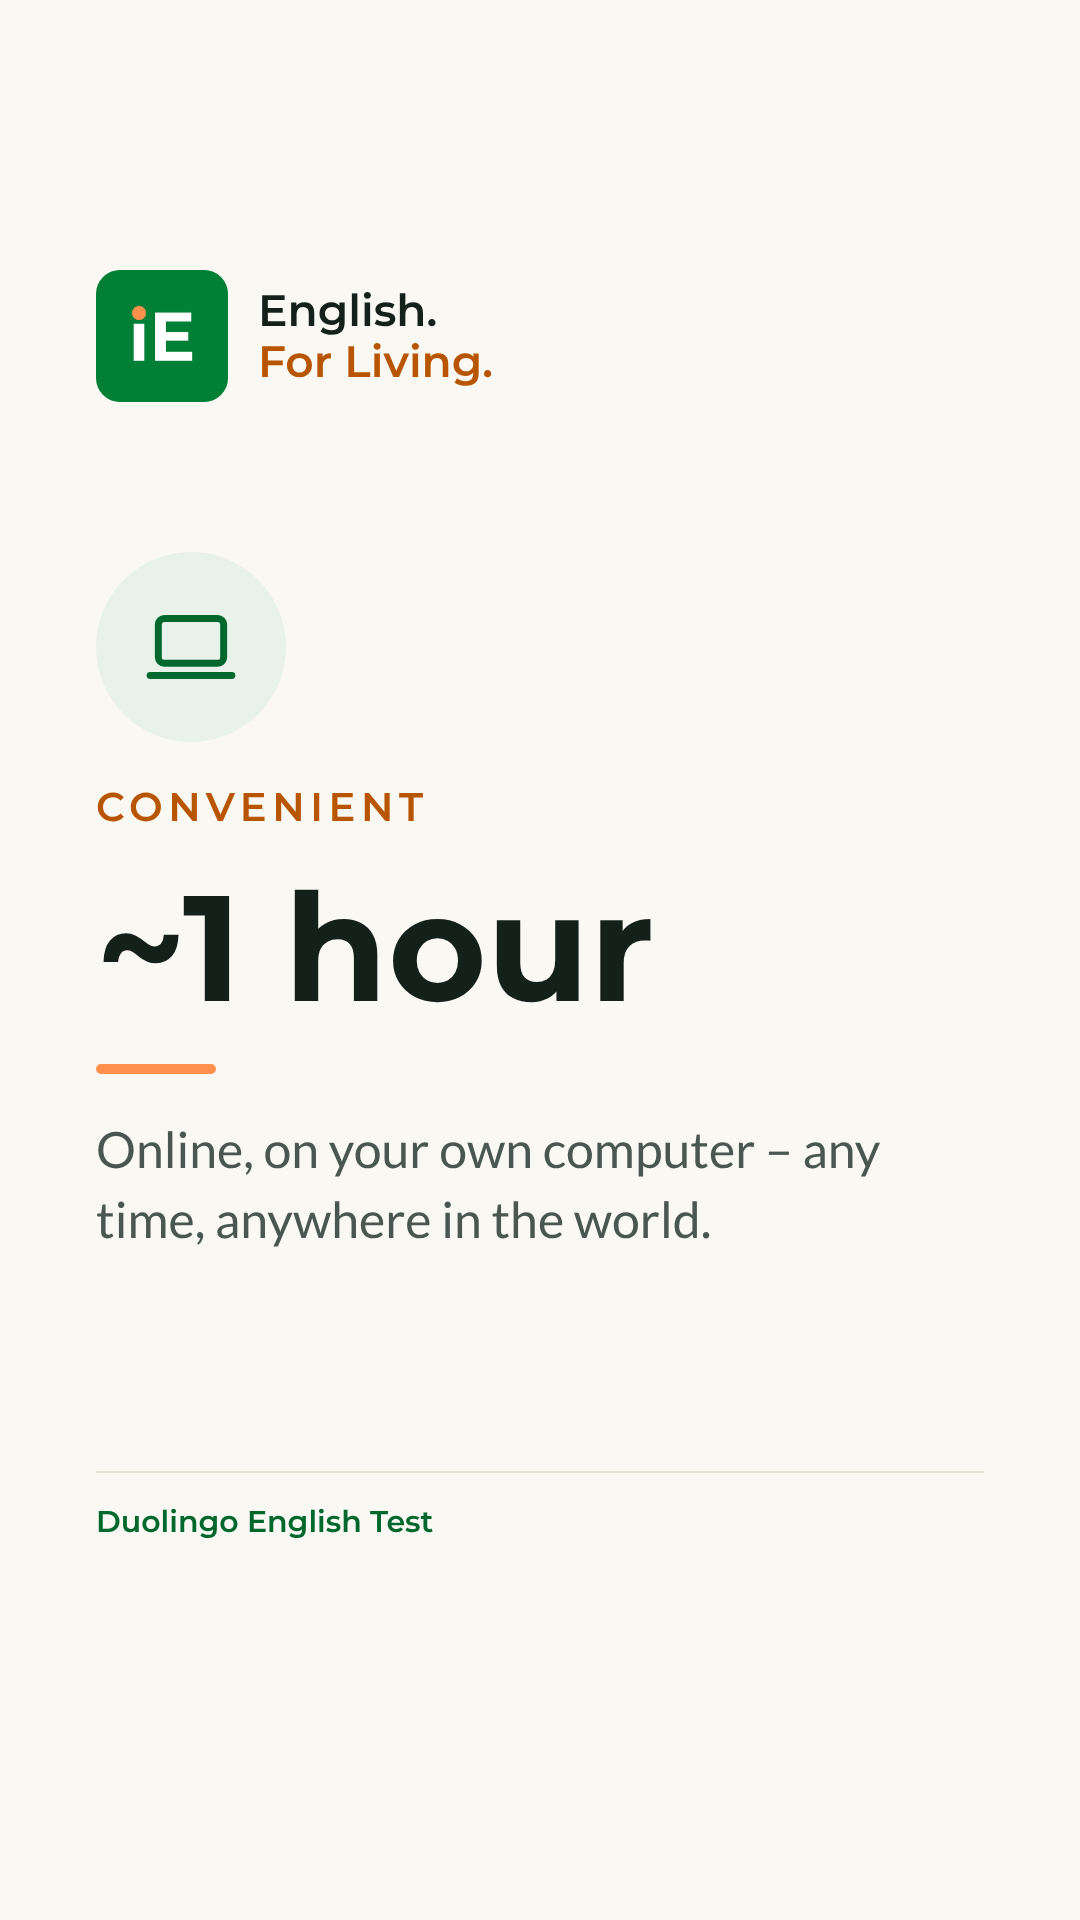 iE
English.
For Living.
CONVENIENT
~1 hour
Online, on your own computer – any
time, anywhere in the world.
Duolingo English Test